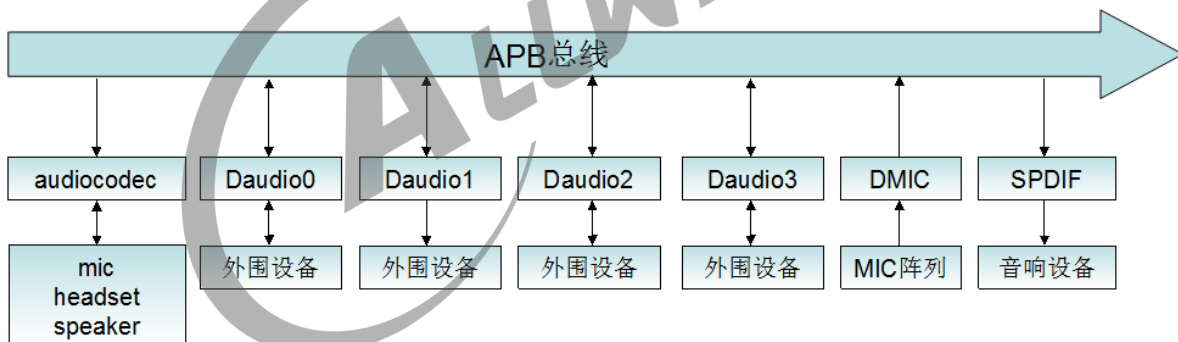 APB总线
audiocodec
Daudio0
Daudio1
Daudio2
Daudio3
DMIC
SPDIF
mic
headset
speaker
外围设备
外围设备
外围设备
外围设备
MIC阵列
音响设备